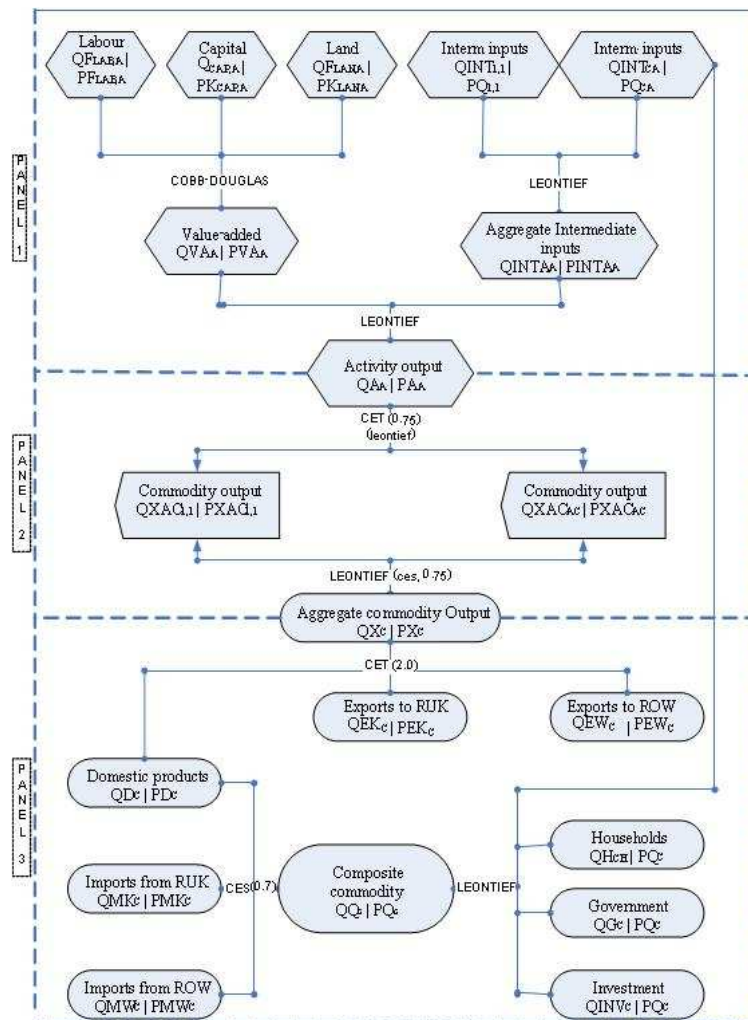 PANEL 1
Labour
QFLABA|
PFLABA
Capital
QCAP,A|
PKCAP,A
Land
QFLANA|
PKLANA
Interm inputs
QINT1,1|
PQ1,1
Interm· inputs
QINTCA|
PQCA
COBB-DOUGLAS
LEONTIEF
Value-added
QVAA | PVAA
Aggregate Intermediate
inputs
QINTAA | PINTAA
LEONTIEF
Activity output
QAA | PAA
PANEL 2
CET (0.75)
(leontief)
Commodity output
QXAC1,1 | PXAC1,1
Commodity output
QXACAC | PXACAC
LEONTIEF (ces, 0.75)
Aggregate commodity Output
QXC | PXC
PANEL 3
CET (2.0)
Exports to RUK
QEKC | PEKC
Exports to ROW
QEWC | PEWC
Domestic products
QDC | PDC
Households
QHCH | PQC
Imports from RUK
QMKC | PMKC
CES(0.7)
Composite
commodity
QQc | PQc
LEONTIEF
Government
QGC | PQC
Imports from ROW
QMWC | PMWC
Investment
QINVC | PQC